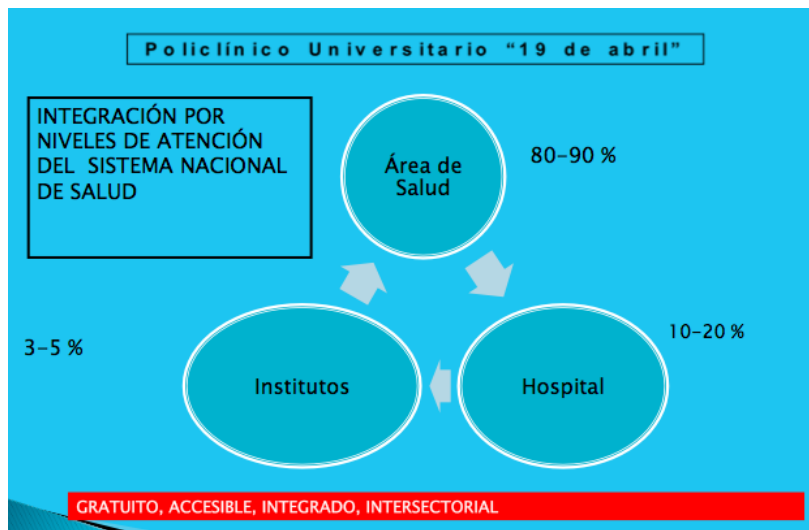 Policlínico Universitario "19 de abril"
INTEGRACIÓN POR
NIVELES DE ATENCIÓN
DEL SISTEMA NACIONAL
DE SALUD
Área de
Salud
80-90 %
10-20 %
3-5 %
Institutos
Hospital
GRATUITO, ACCESIBLE, INTEGRADO, INTERSECTORIAL